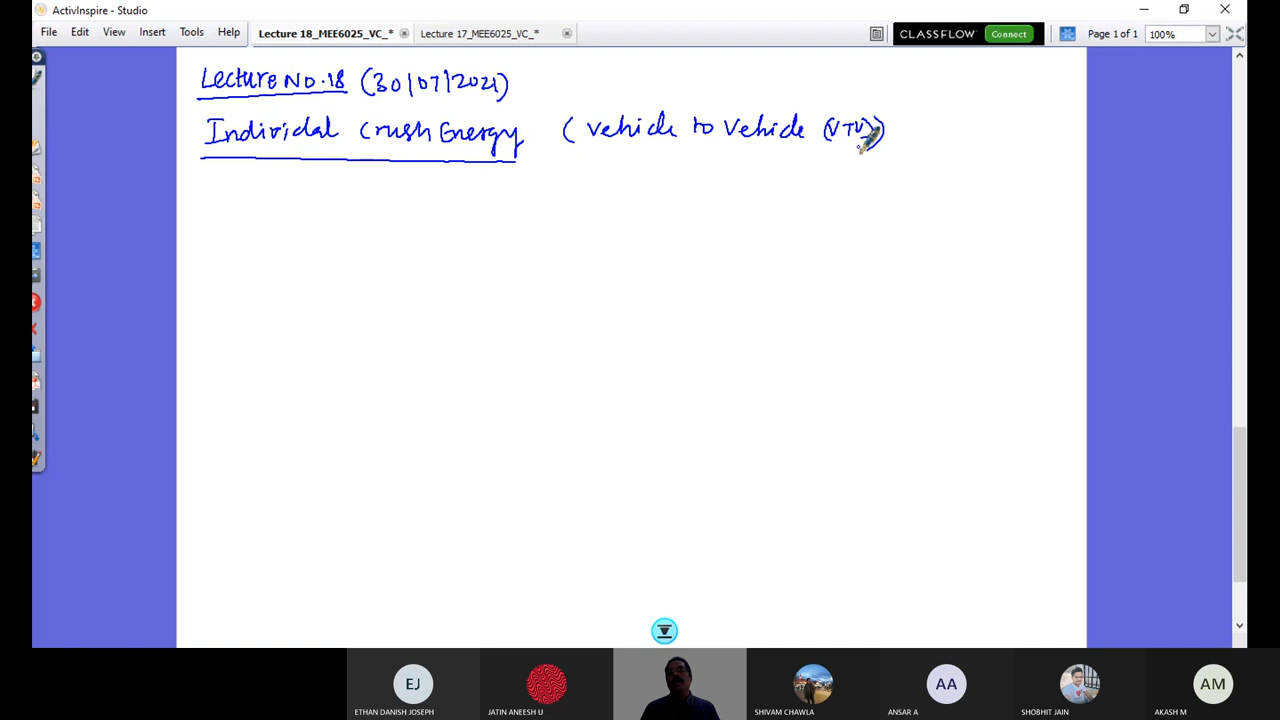 ActivInspire - Studio
File Edit View Insert Tools Help
Lecture 18_MEE6025_VC_*
Lecture 17_MEE6025_VC_*
CLASSFLOW Connect
Page 1 of 1
100%
Lecture No.18 (30/07/2021)
Individal Crush Energy (Vehicle to Vehicle (VTV))
EJ
AA
AM
ETHAN DANISH JOSEPH
JATIN ANEESH U
SHIVAM CHAWLA
ANSAR A
SHOBHIT JAIN
AKASH M